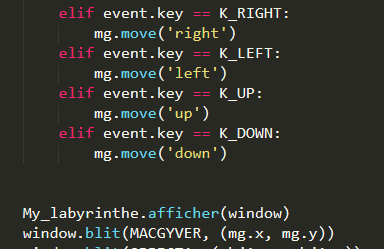 elif event.key == K_RIGHT:
mg.move('right')
elif event.key == K_LEFT:
mg.move('left')
elif event.key == K_UP:
mg.move('up')
elif event.key == K_DOWN:
mg.move('down')
My_labyrinthe.afficher(window)
window.blit(MACGYVER, (mg.x, mg.y))